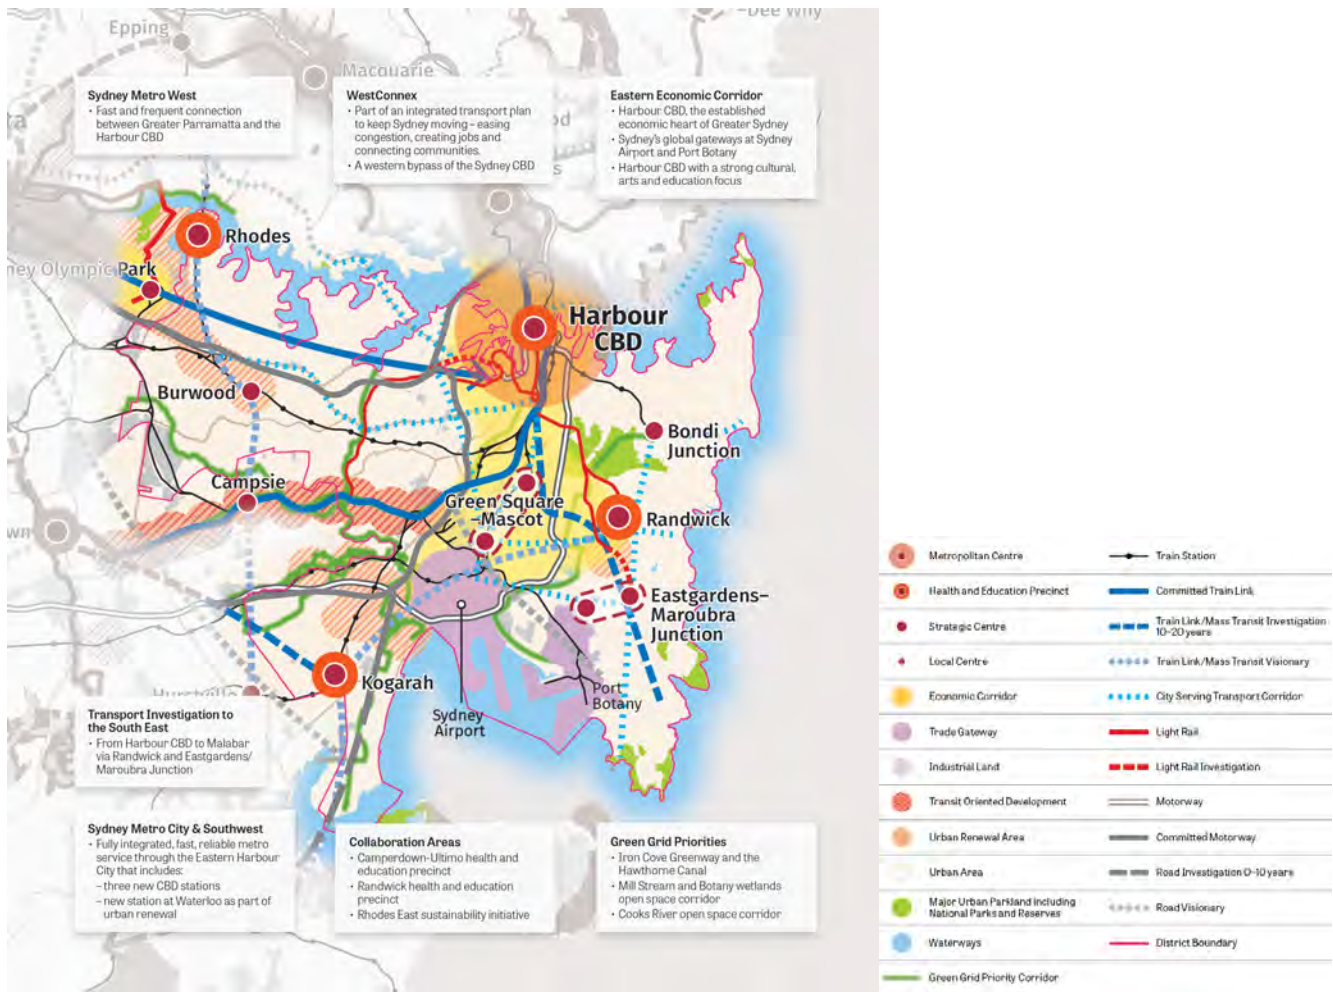 Epping
–Dee Why
Macquarie
Sydney Metro West
• Fast and frequent connection
between Greater Parramatta and the
Harbour CBD
WestConnex
• Part of an integrated transport plan
to keep Sydney moving – easing
congestion, creating jobs and
connecting communities.
• A western bypass of the Sydney CBD
Eastern Economic Corridor
• Harbour CBD, the established
economic heart of Greater Sydney
• Sydney's global gateways at Sydney
Airport and Port Botany
• Harbour CBD with a strong cultural,
arts and education focus
Rhodes
ney Olympic Park
Harbour
CBD
Burwood
Bondi
Junction
Campsie
Green Square
–Mascot
Randwick
wn
Eastgardens–
Maroubra
Junction
Kogarah
Port
Botany
Sydney
Airport
Hurstville
Transport Investigation to
the South East
• From Harbour CBD to Malabar
via Randwick and Eastgardens/
Maroubra Junction
Sydney Metro City & Southwest
• Fully integrated, fast, reliable metro
service through the Eastern Harbour
City that includes:
– three new CBD stations
– new station at Waterloo as part of
urban renewal
Collaboration Areas
• Camperdown-Ultimo health and
education precinct
• Randwick health and education
precinct
• Rhodes East sustainability initiative
Green Grid Priorities
• Iron Cove Greenway and the
Hawthorne Canal
• Mill Stream and Botany wetlands
open space corridor
• Cooks River open space corridor
Metropolitan Centre
Health and Education Precinct
Strategic Centre
Local Centre
Economic Corridor
Trade Gateway
Industrial Land
Transit Oriented Development
Urban Renewal Area
Urban Area
Major Urban Parkland including
National Parks and Reserves
Waterways
Green Grid Priority Corridor
Train Station
Committed Train Link
Train Link/Mass Transit Investigation
10–20 years
Train Link/Mass Transit Visionary
City Serving Transport Corridor
Light Rail
Light Rail Investigation
Motorway
Committed Motorway
Road Investigation 0–10 years
Road Visionary
District Boundary